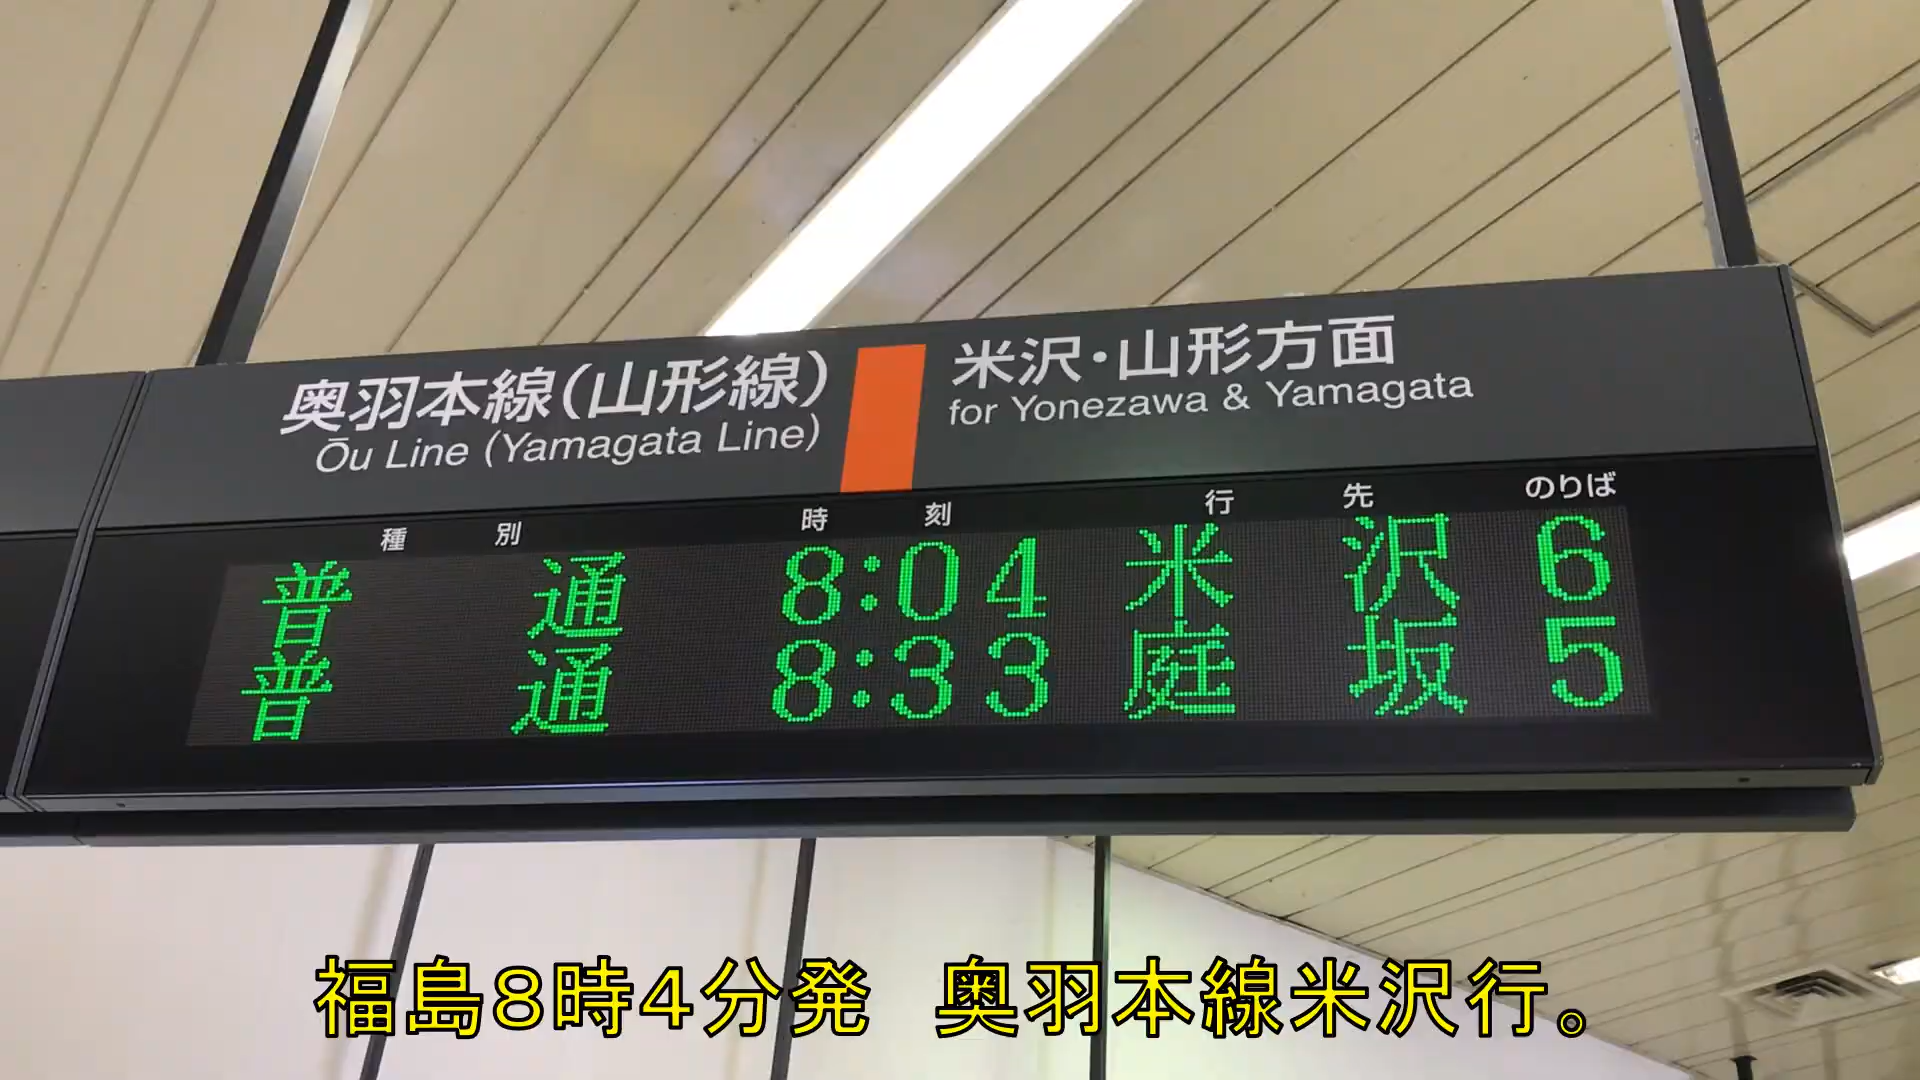 奥羽本線(山形線)
Ōu Line (Yamagata Line)
米沢・山形方面
for Yonezawa & Yamagata
種別 時刻 行先 のりば
普通 8:04 米沢 6
普通 8:33 庭坂 5
福島8時4分発 奥羽本線米沢行。